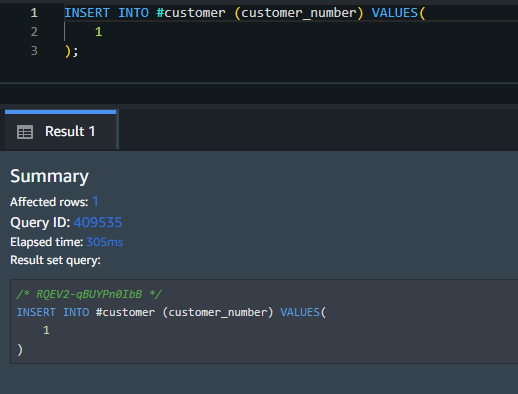 1 INSERT INTO #customer (customer_number) VALUES(
2 1
3 );
Result 1
Summary
Affected rows: 1
Query ID: 409535
Elapsed time: 305ms
Result set query:
/* RQEV2-qBUYPn0IbB */
INSERT INTO #customer (customer_number) VALUES(
1
)